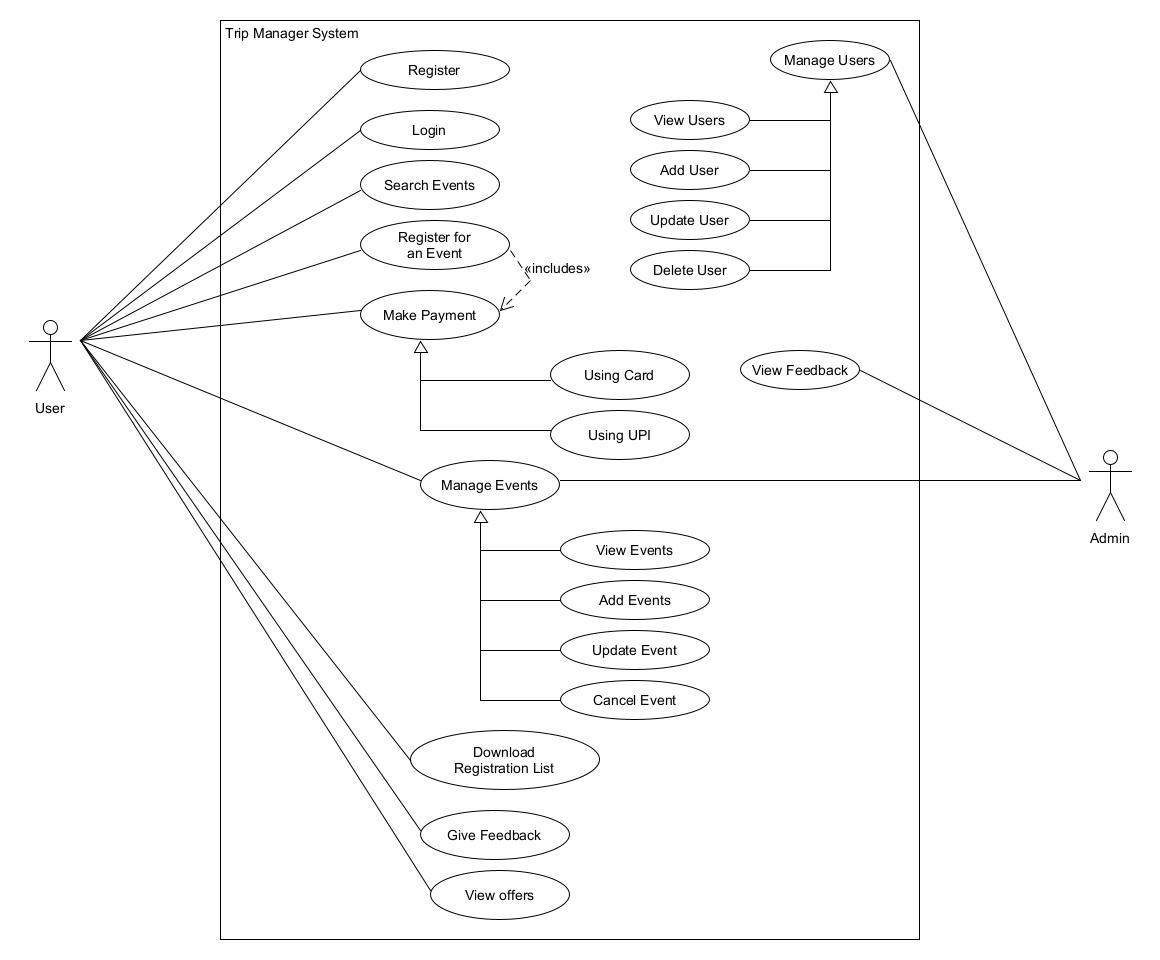 Trip Manager System
Register
Manage Users
Login
View Users
Add User
Search Events
Update User
Register for
an Event
Delete User
«includes»
Make Payment
Using Card
View Feedback
User
Using UPI
Manage Events
Admin
View Events
Add Events
Update Event
Cancel Event
Download
Registration List
Give Feedback
View offers